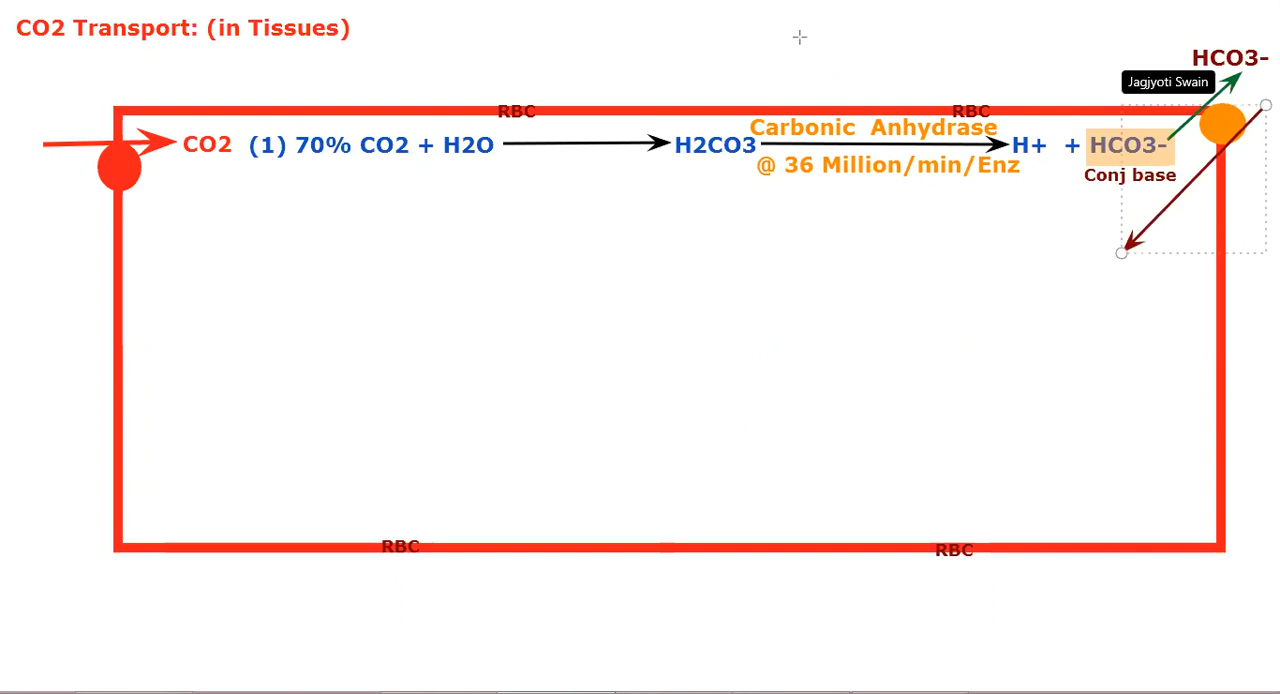 CO2 Transport: (in Tissues)
HCO3-
Jagjyoti Swain
RBC RBC
CO2 (1) 70% CO2 + H2O H2CO3 Carbonic Anhydrase H+ + HCO3-
@ 36 Million/min/Enz
Conj base
RBC RBC